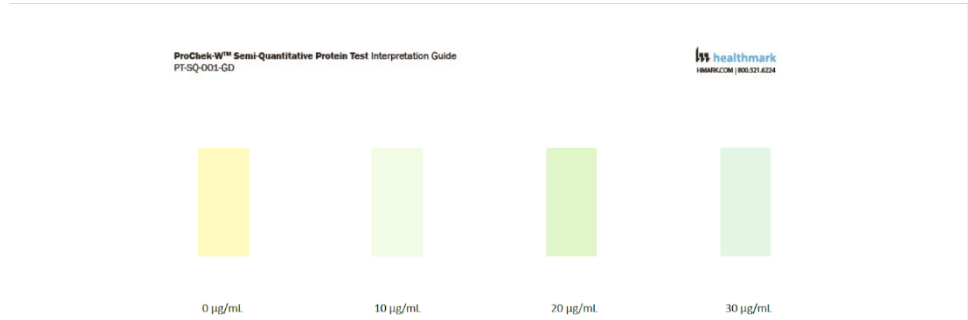 ProChek-W™ Semi-Quantitative Protein Test Interpretation Guide
PT-SQ-001-GD
hm healthmark
HMARK.COM | 800.521.6224
0 µg/mL
10 µg/mL
20 µg/mL
30 µg/mL